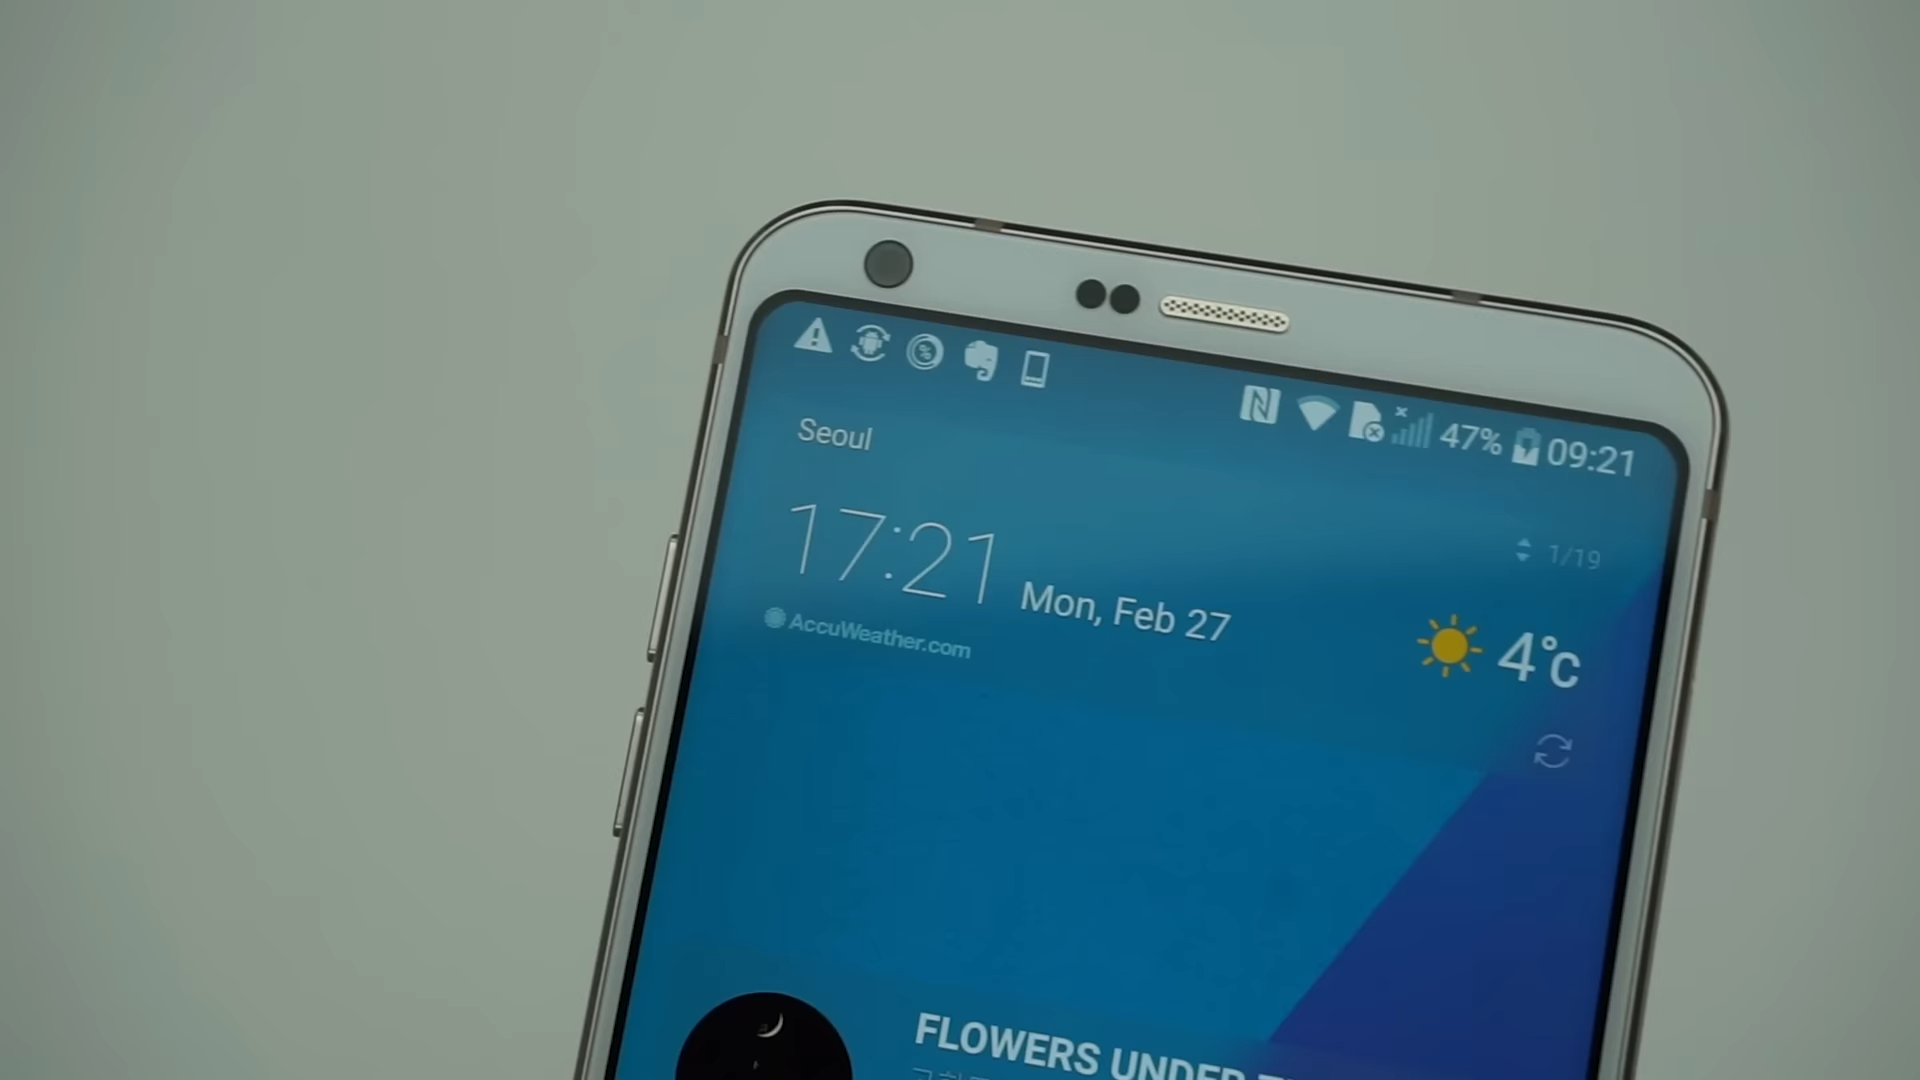 47% 09:21
Seoul
1/19
17:21 Mon, Feb 27
AccuWeather.com
4°C
FLOWERS UNDER